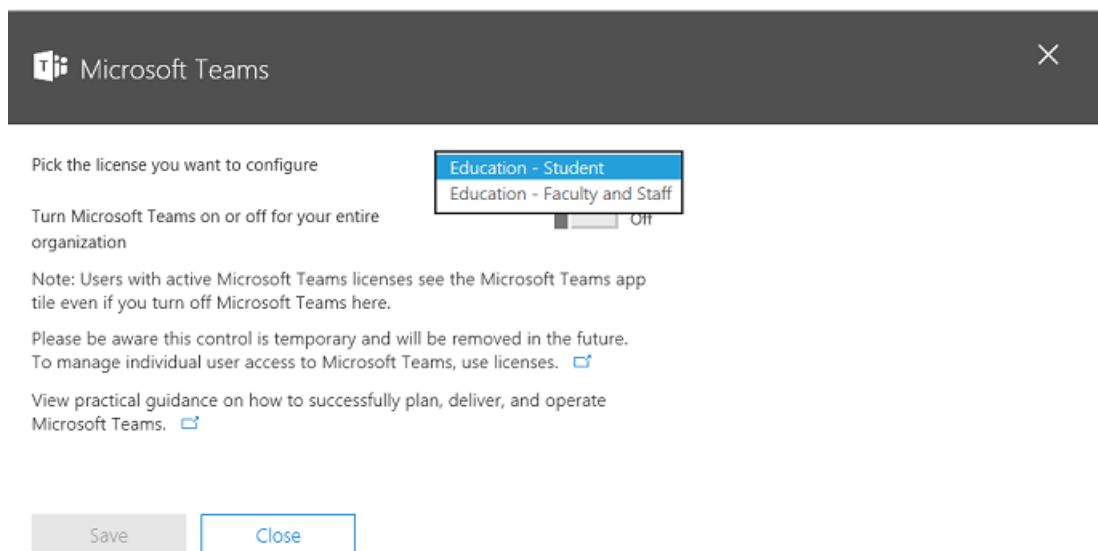 Microsoft Teams
Pick the license you want to configure
Education - Student
Education - Faculty and Staff
Turn Microsoft Teams on or off for your entire
organization
Off
Note: Users with active Microsoft Teams licenses see the Microsoft Teams app
tile even if you turn off Microsoft Teams here.
Please be aware this control is temporary and will be removed in the future.
To manage individual user access to Microsoft Teams, use licenses.
View practical guidance on how to successfully plan, deliver, and operate
Microsoft Teams.
Save
Close